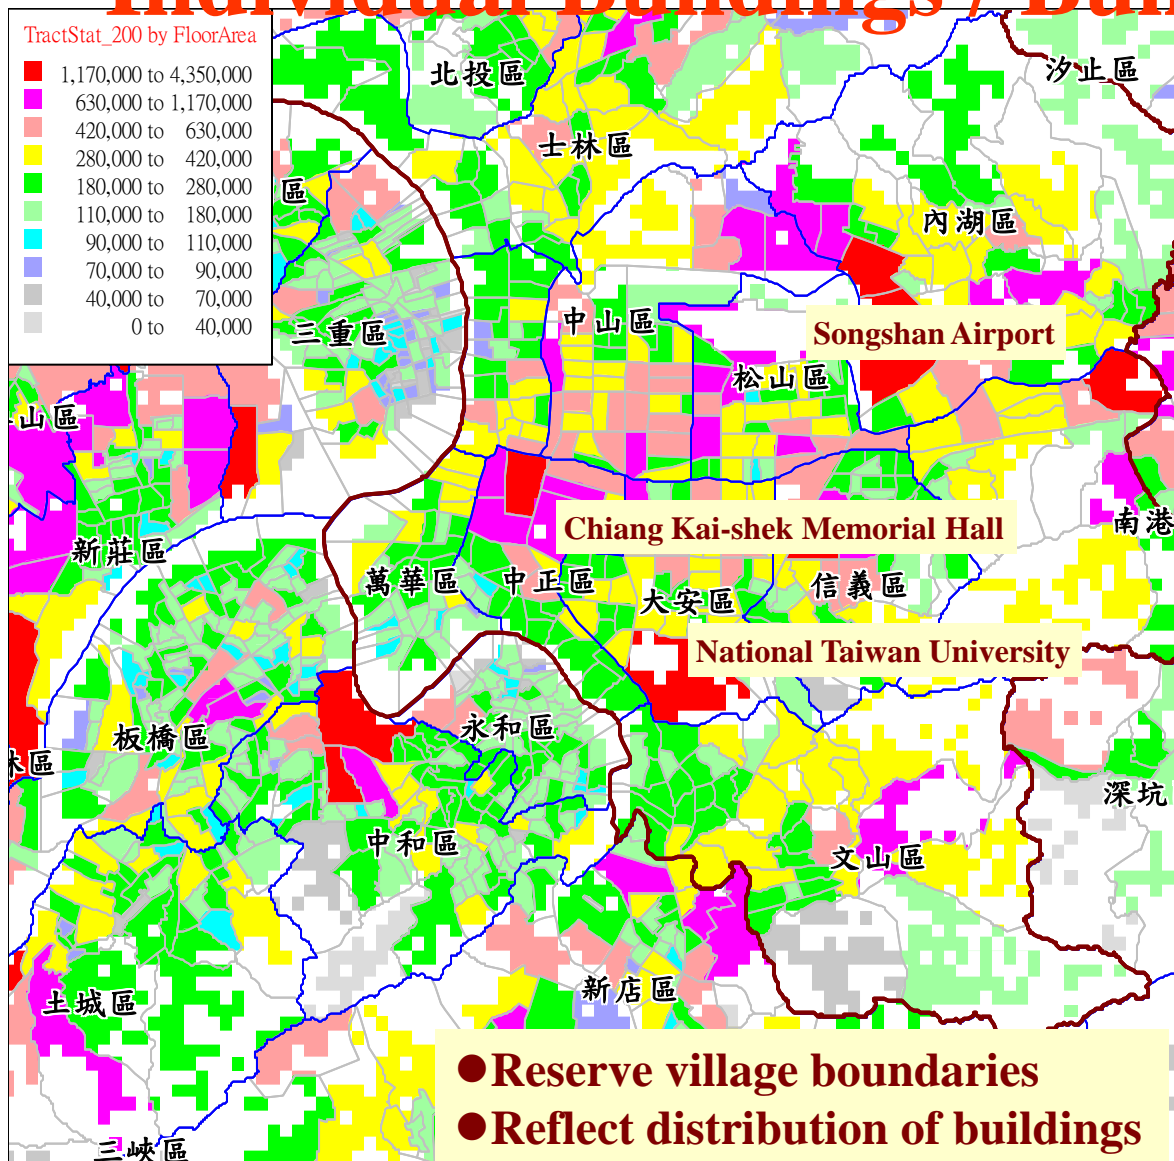 Individual Buildings / Buil
TractStat_200 by FloorArea
1,170,000 to 4,350,000
630,000 to 1,170,000
420,000 to 630,000
280,000 to 420,000
180,000 to 280,000
110,000 to 180,000
90,000 to 110,000
70,000 to 90,000
40,000 to 70,000
0 to 40,000
北投區
汐止區
士林區
區
內湖區
中山區
三重區
Songshan Airport
松山區
山區
南港
Chiang Kai-shek Memorial Hall
新莊區
萬華區
中正區
大安區
信義區
National Taiwan University
永和區
板橋區
林區
深坑
中和區
文山區
新店區
土城區
三峽區
●Reserve village boundaries
●Reflect distribution of buildings